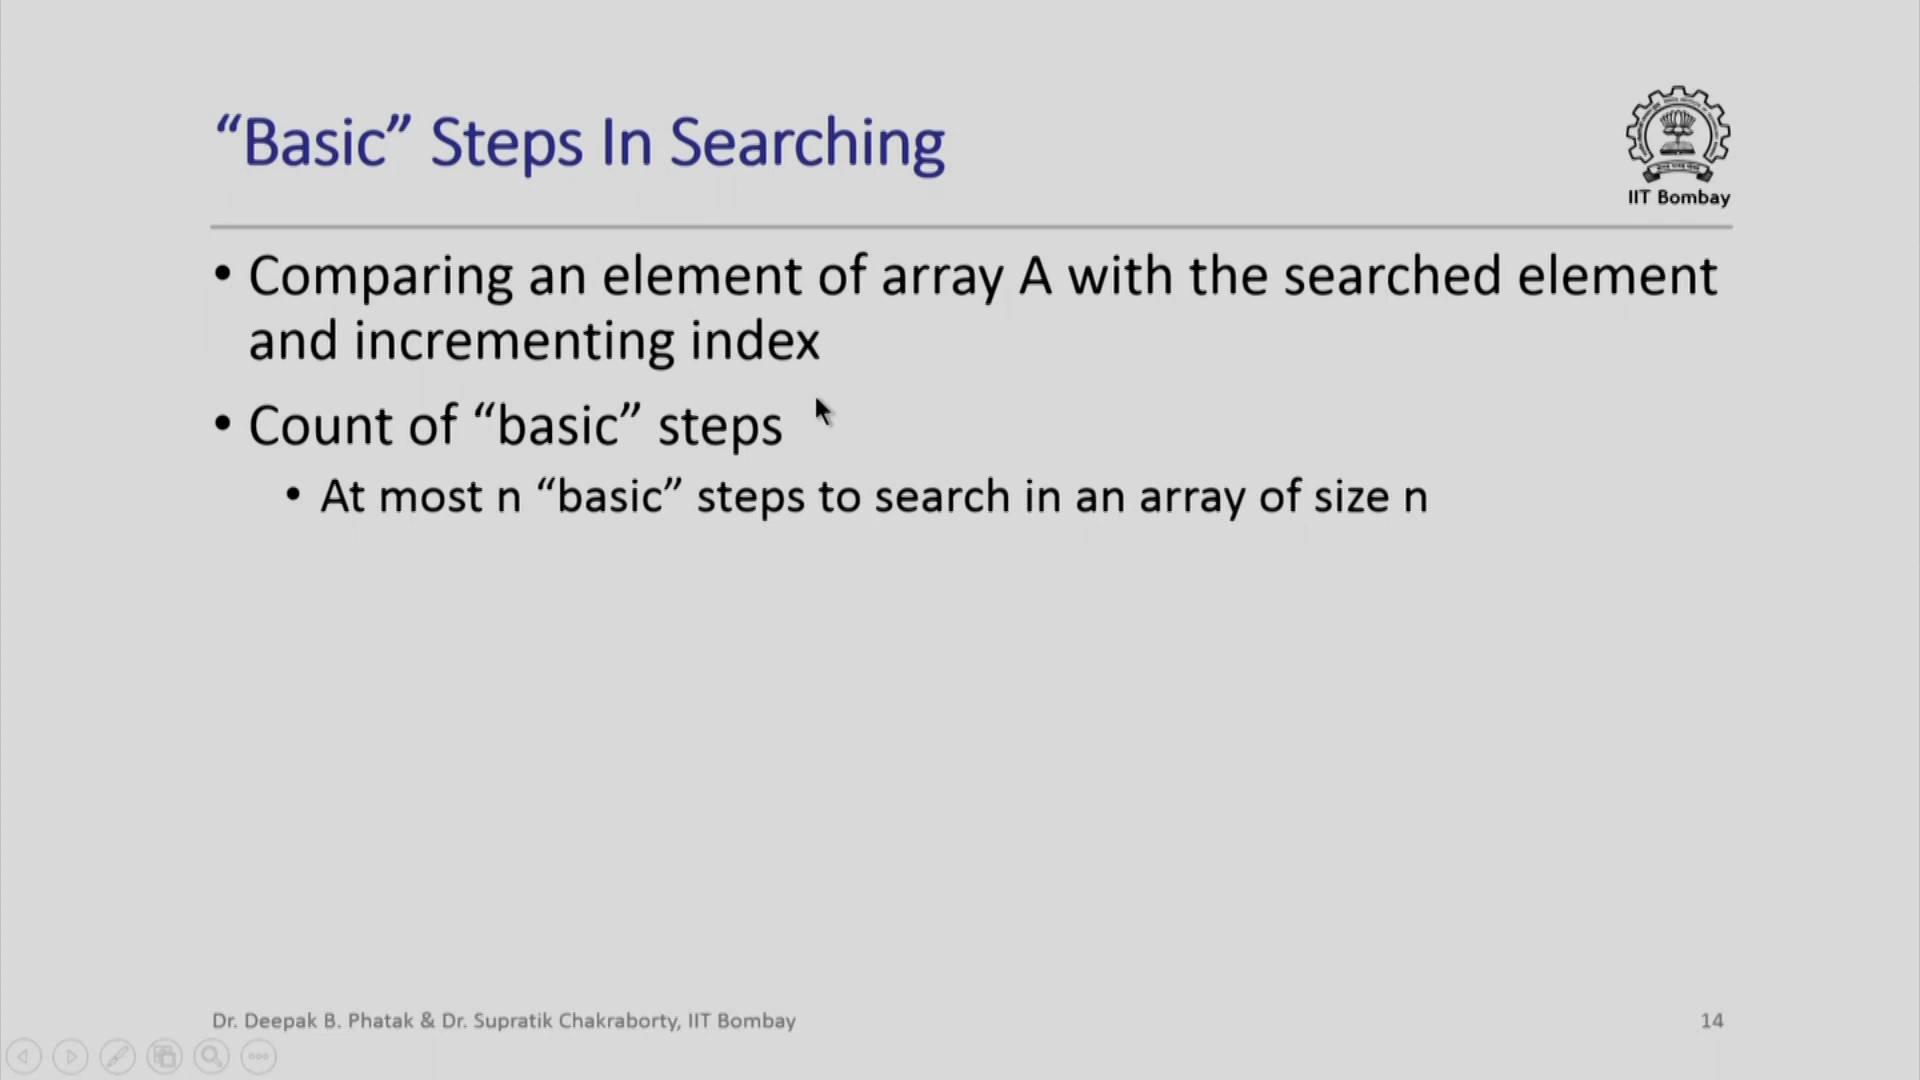 “Basic” Steps In Searching
IIT Bombay
• Comparing an element of array A with the searched element
and incrementing index
• Count of “basic” steps
• At most n “basic” steps to search in an array of size n
Dr. Deepak B. Phatak & Dr. Supratik Chakraborty, IIT Bombay
14